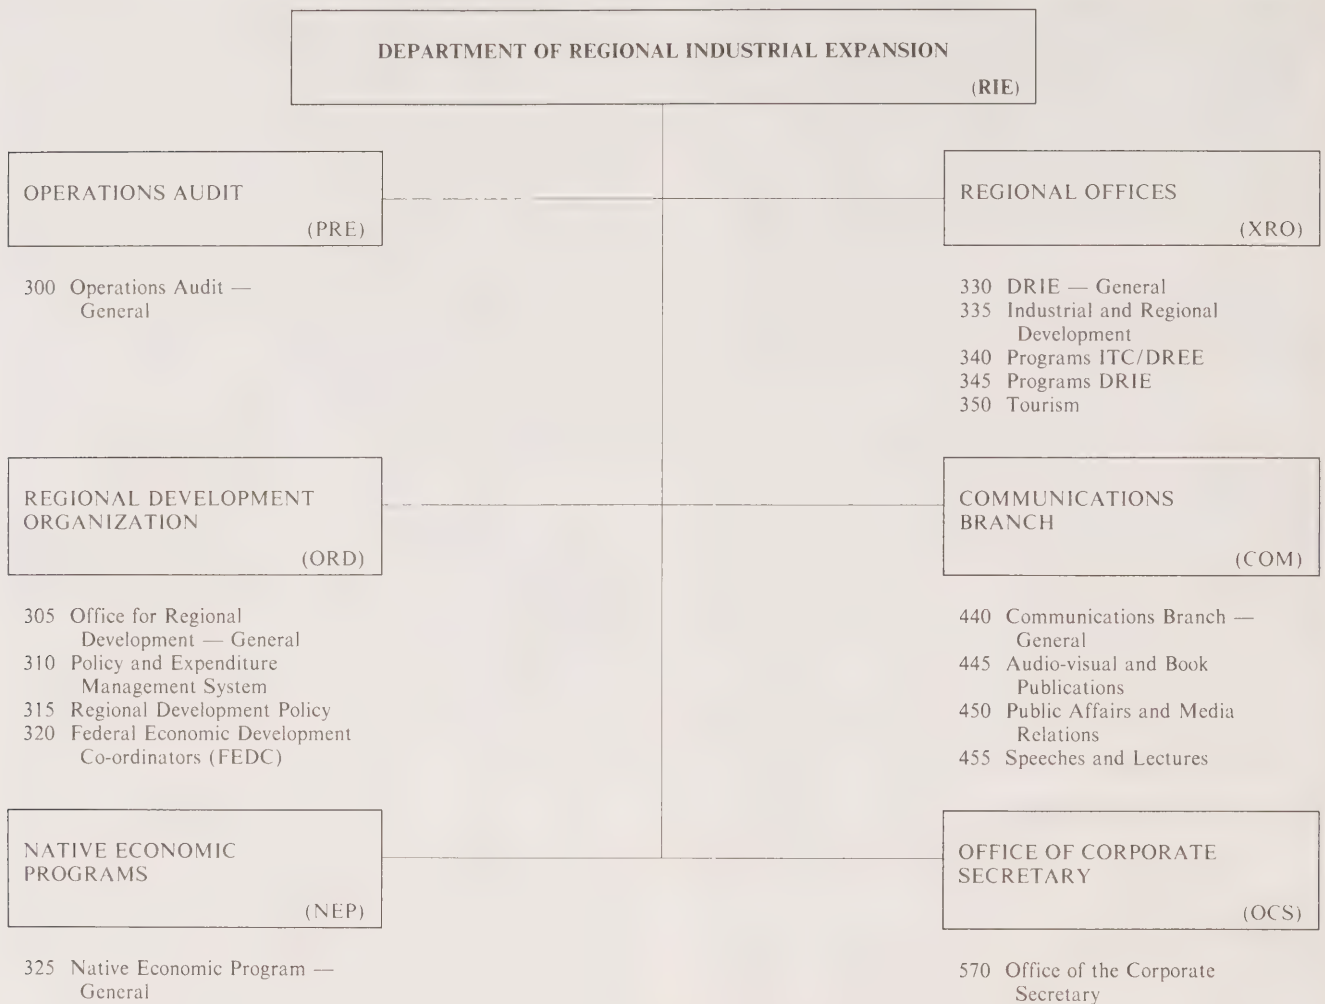 DEPARTMENT OF REGIONAL INDUSTRIAL EXPANSION
(RIE)
OPERATIONS AUDIT
(PRE)
300 Operations Audit —
General
REGIONAL OFFICES
(XRO)
330 DRIE — General
335 Industrial and Regional
Development
340 Programs ITC/DREE
345 Programs DRIE
350 Tourism
REGIONAL DEVELOPMENT
ORGANIZATION
(ORD)
305 Office for Regional
Development — General
310 Policy and Expenditure
Management System
315 Regional Development Policy
320 Federal Economic Development
Co-ordinators (FEDC)
COMMUNICATIONS
BRANCH
(COM)
440 Communications Branch —
General
445 Audio-visual and Book
Publications
450 Public Affairs and Media
Relations
455 Speeches and Lectures
NATIVE ECONOMIC
PROGRAMS
(NEP)
325 Native Economic Program —
General
OFFICE OF CORPORATE
SECRETARY
(OCS)
570 Office of the Corporate
Secretary